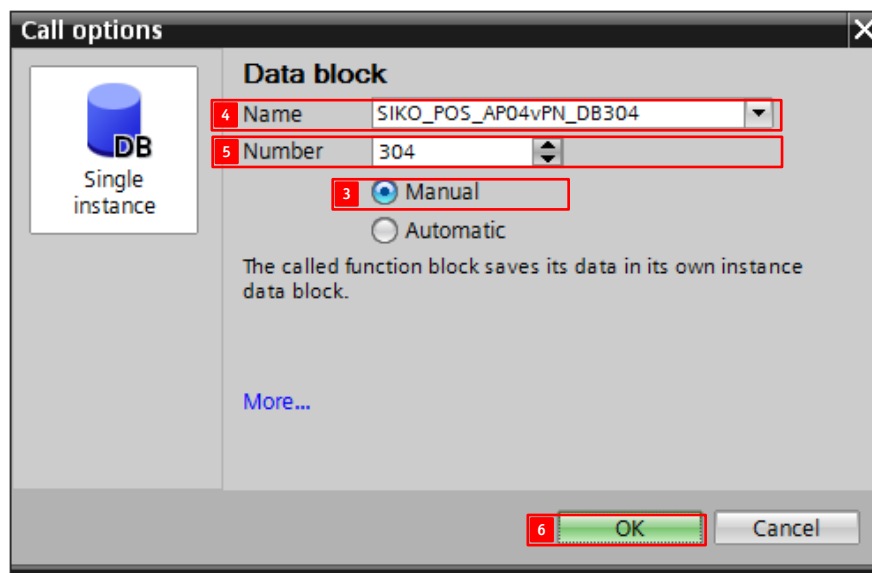 Call options
DB
Single
instance
Data block
4 Name SIKO_POS_AP04vPN_DB304
5 Number 304
3 Manual
Automatic
The called function block saves its data in its own instance
data block.
More...
6 OK Cancel